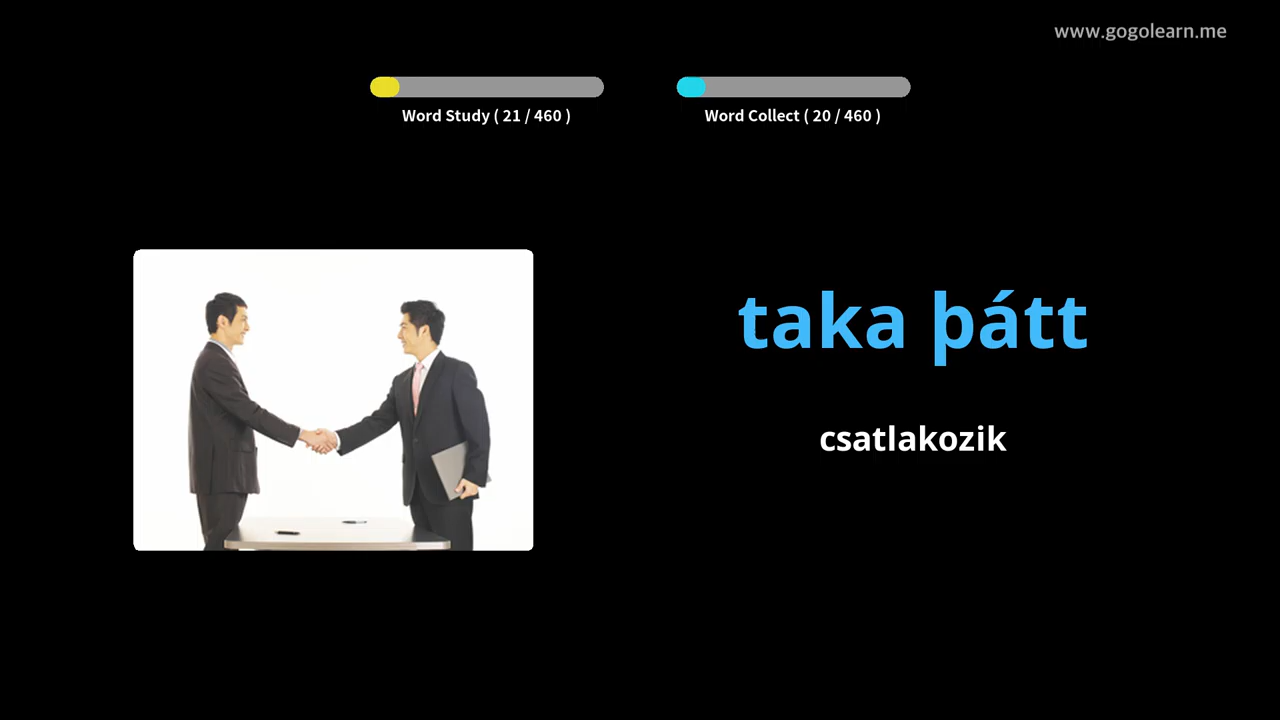 www.gogolearn.me
Word Study ( 21 / 460 )
Word Collect ( 20 / 460 )
taka þátt
csatlakozik